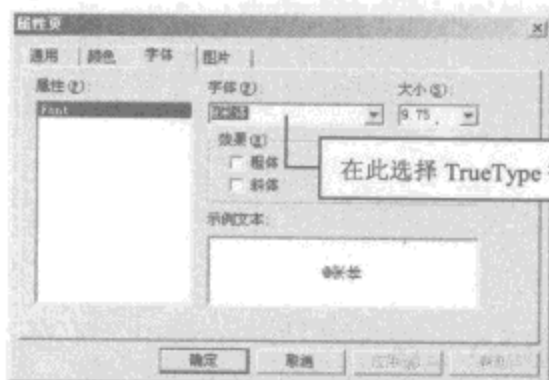 属性页
通用 颜色 字体 图片
属性(P):
字体(F):
大小(S):
Font
9.75
效果(E)
粗体
斜体
在此选择 TrueType
示例文本:
确定 取消